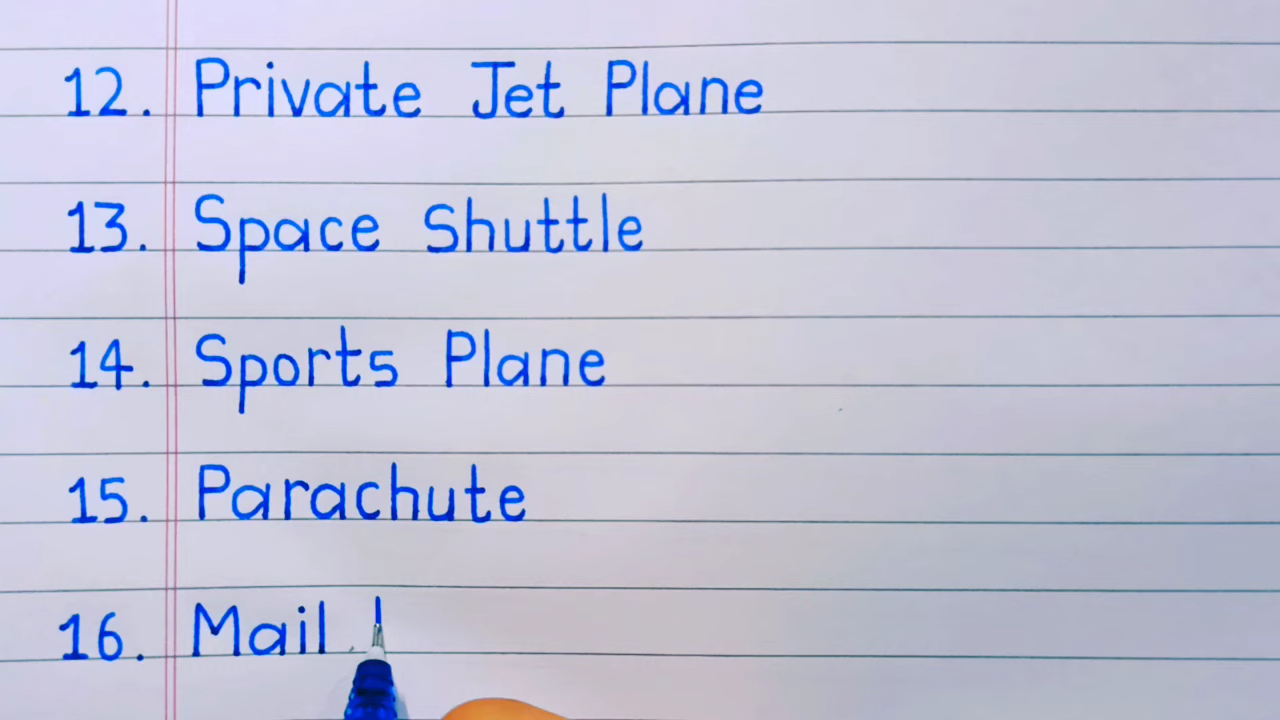 12. Private Jet Plane
13. Space Shuttle
14. Sports Plane
15. Parachute
16. Mail